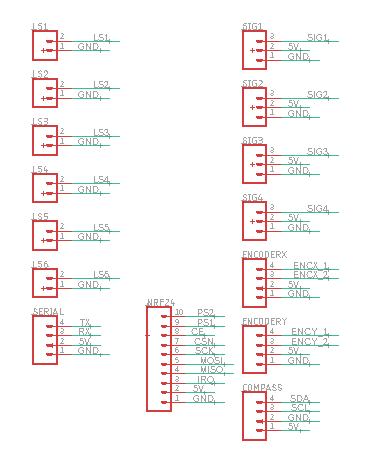 LS1
2 LS1
1 GND
LS2
2 LS2
1 GND
LS3
2 LS3
1 GND
LS4
2 LS4
1 GND
LS5
2 LS5
1 GND
LS6
2 LS6
1 GND
SERIAL
4 TX
3 RX
2 5V
1 GND
NRF24
10 PS2
9 PS1
8 CE
7 CSN
6 SCK
5 MOSI
4 MISO
3 IRQ
2 5V
1 GND
SIG1
3 SIG1
2 5V
1 GND
SIG2
3 SIG2
2 5V
1 GND
SIG3
3 SIG3
2 5V
1 GND
SIG4
3 SIG4
2 5V
1 GND
ENCODERX
4 ENCX_1
3 ENCX_2
2 5V
1 GND
ENCODERY
4 ENCY_1
3 ENCY_2
2 5V
1 GND
COMPASS
4 SDA
3 SCL
2 GND
1 5V